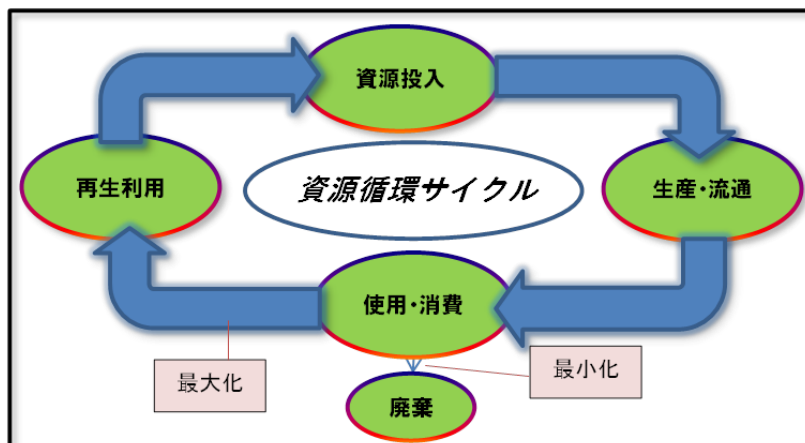 資源投入
再生利用
資源循環サイクル
生産・流通
使用・消費
最大化
最小化
廃棄